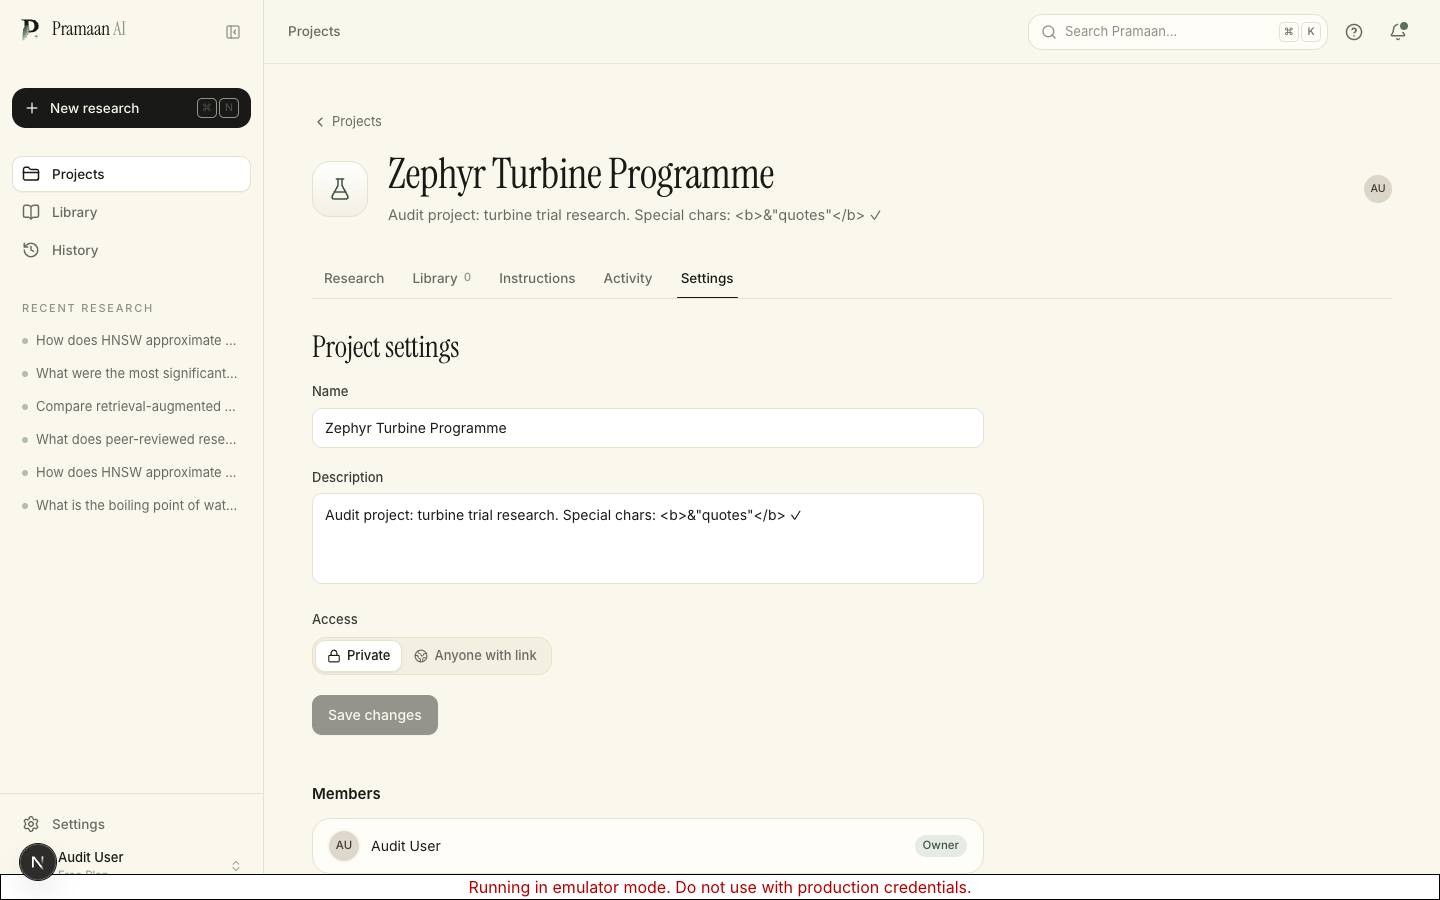 Pramaan AI
New research ⌘ N
Projects
Library
History
RECENT RESEARCH
How does HNSW approximate ...
What were the most significant...
Compare retrieval-augmented ...
What does peer-reviewed rese...
How does HNSW approximate ...
What is the boiling point of wat...
Settings
N
Audit User
Free Plan
Projects
Search Pramaan... ⌘ K
Projects
Zephyr Turbine Programme
Audit project: turbine trial research. Special chars: <b>&"quotes"</b> ✓
AU
Research Library 0 Instructions Activity Settings
Project settings
Name
Zephyr Turbine Programme
Description
Audit project: turbine trial research. Special chars: <b>&"quotes"</b> ✓
Access
Private Anyone with link
Save changes
Members
AU Audit User Owner
Running in emulator mode. Do not use with production credentials.